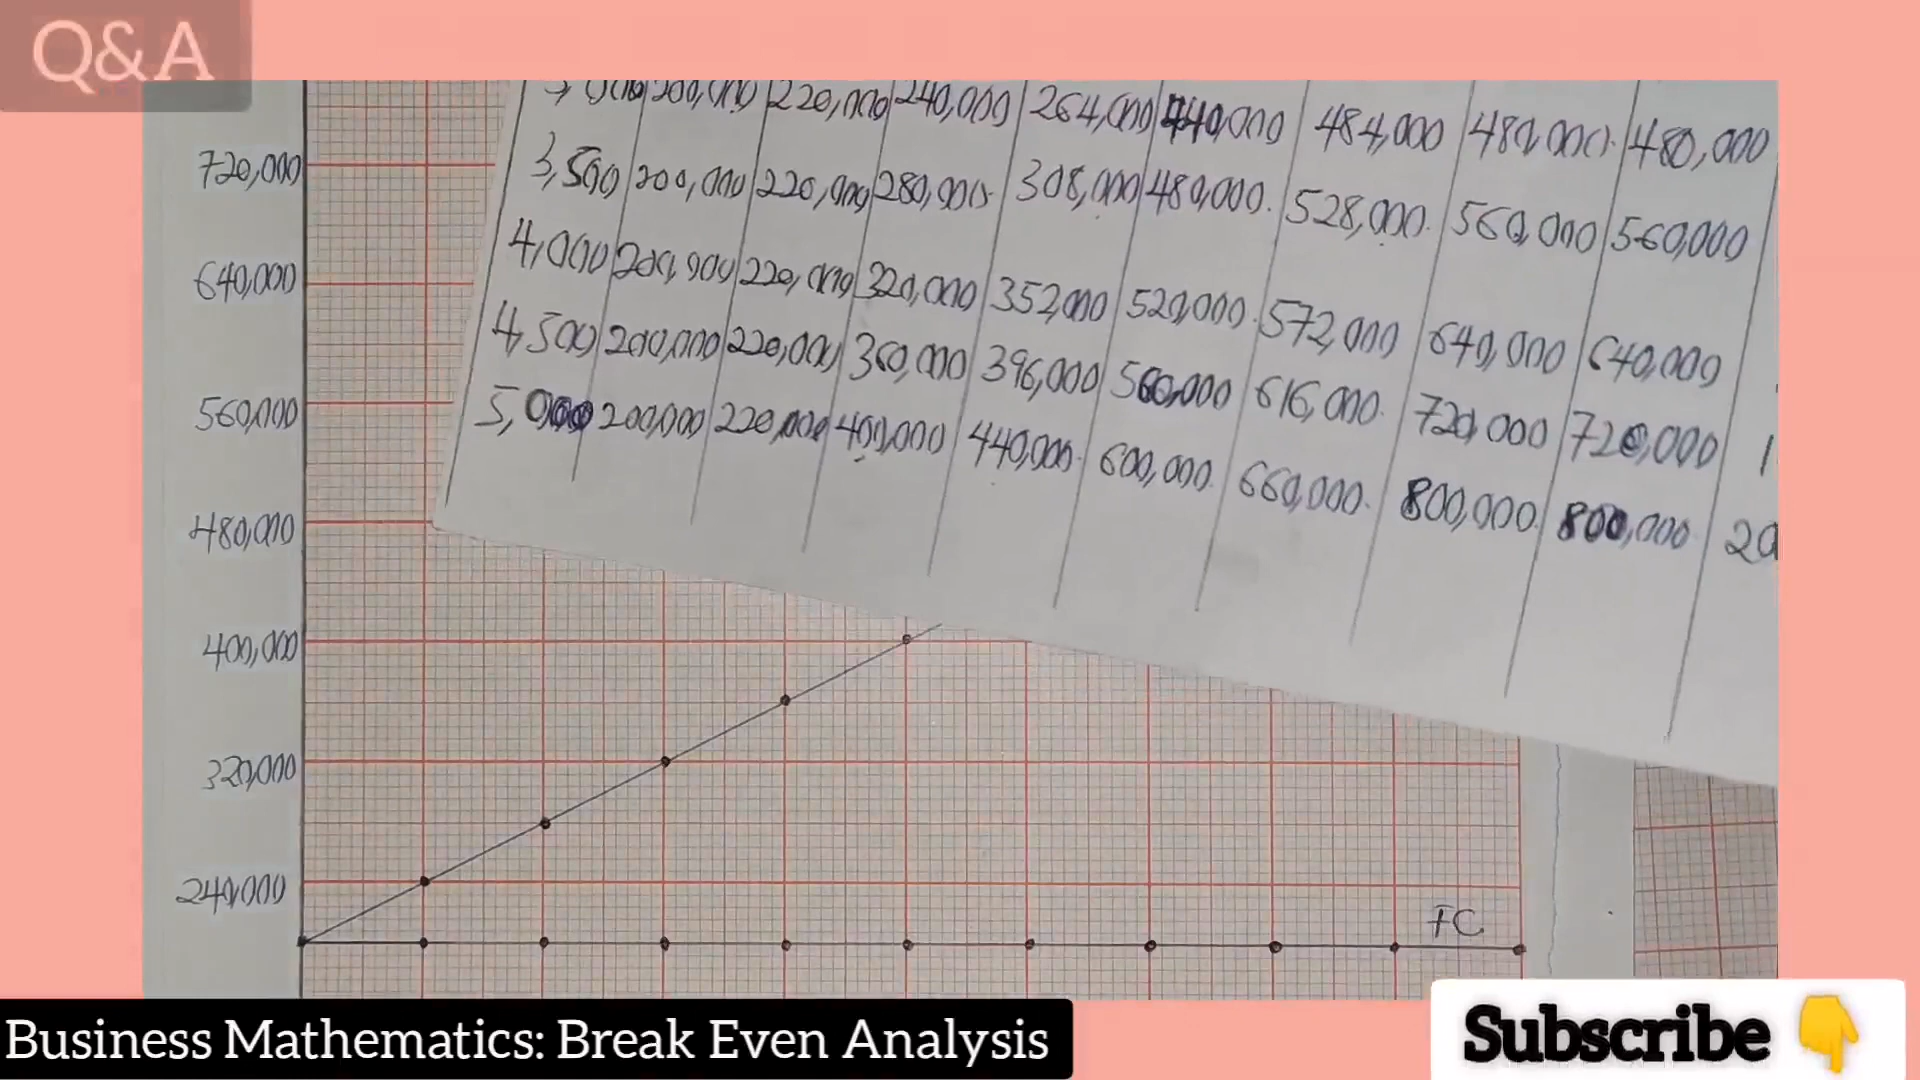 Q&A
3,000 200,000 220,000 240,000 264,000 440,000 484,000 480,000 480,000
3,500 200,000 220,000 280,000 308,000 480,000 528,000 560,000 560,000
4,000 200,000 220,000 320,000 352,000 520,000 572,000 640,000 640,000
4,500 200,000 220,000 360,000 396,000 560,000 616,000 720,000 720,000 1
5,000 200,000 220,000 400,000 440,000 600,000 660,000 800,000 800,000 20
720,000
640,000
560,000
480,000
400,000
320,000
240,000
FC
Business Mathematics: Break Even Analysis
Subscribe